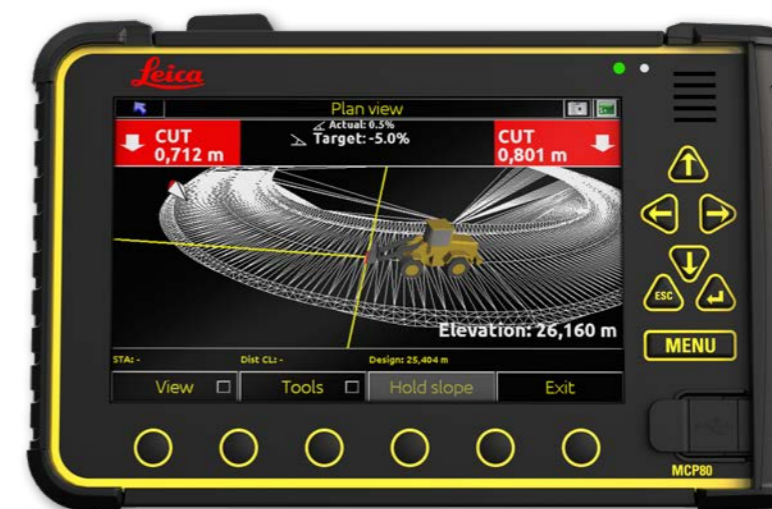 Leica
Plan view
CUT
0,712 m
Actual: 0.5%
Target: -5.0%
CUT
0,801 m
Elevation: 26,160 m
STA: -
Dist CL: -
Design: 25,404 m
View
Tools
Hold slope
Exit
ESC
MENU
MCP80